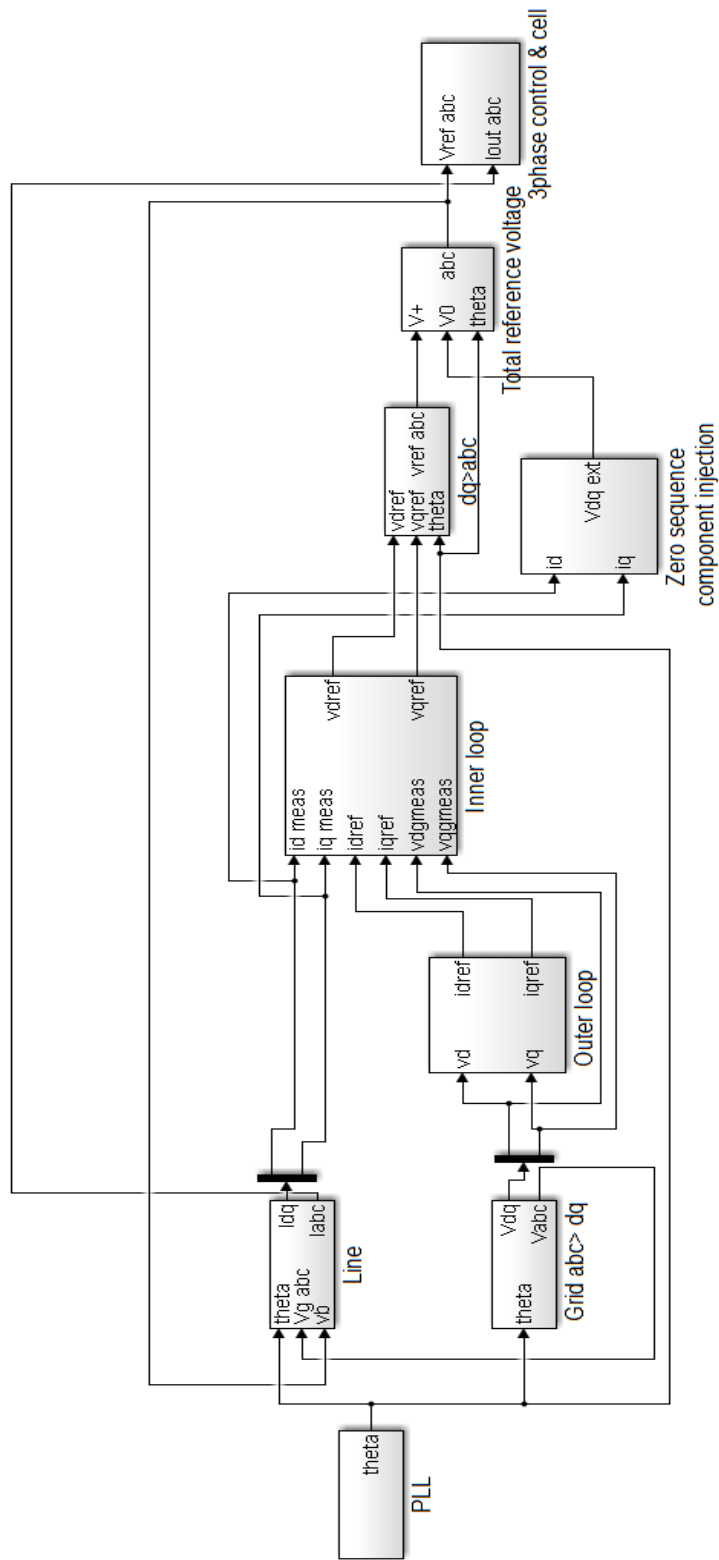 PLL
theta
Line
theta
Vg abc
vb
Idq
Iabc
Grid abc> dq
theta
Vdq
Vabc
Outer loop
vd
vq
idref
iqref
Inner loop
id meas
iq meas
idref
iqref
vdgmeas
vqgmeas
vdref
vqref
dq>abc
vdref
vqref
theta
vref abc
Zero sequence
component injection
id
iq
Vdq ext
Total reference voltage
V+
V0
theta
abc
3phase control & cell
Vref abc
Iout abc